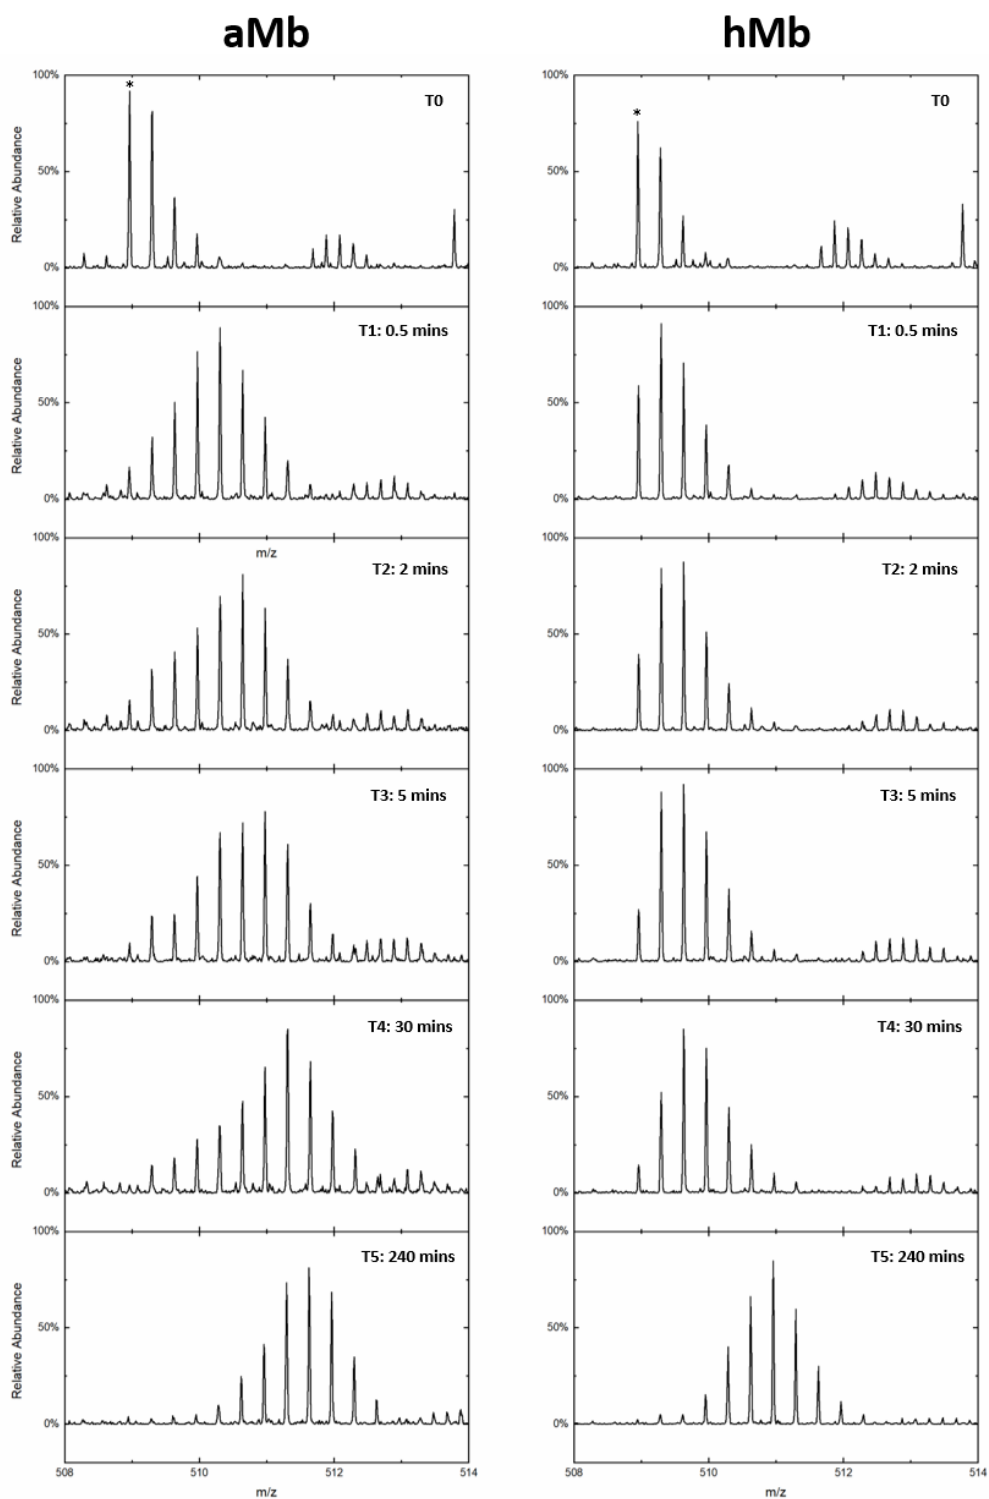 aMb
hMb
100%
50%
0%
Relative Abundance
*
T0
100%
50%
0%
*
T0
100%
50%
0%
Relative Abundance
T1: 0.5 mins
m/z
100%
50%
0%
T1: 0.5 mins
100%
50%
0%
Relative Abundance
T2: 2 mins
100%
50%
0%
T2: 2 mins
100%
50%
0%
Relative Abundance
T3: 5 mins
100%
50%
0%
T3: 5 mins
100%
50%
0%
Relative Abundance
T4: 30 mins
100%
50%
0%
T4: 30 mins
100%
50%
0%
Relative Abundance
T5: 240 mins
508
510
512
514
m/z
100%
50%
0%
T5: 240 mins
508
510
512
514
m/z